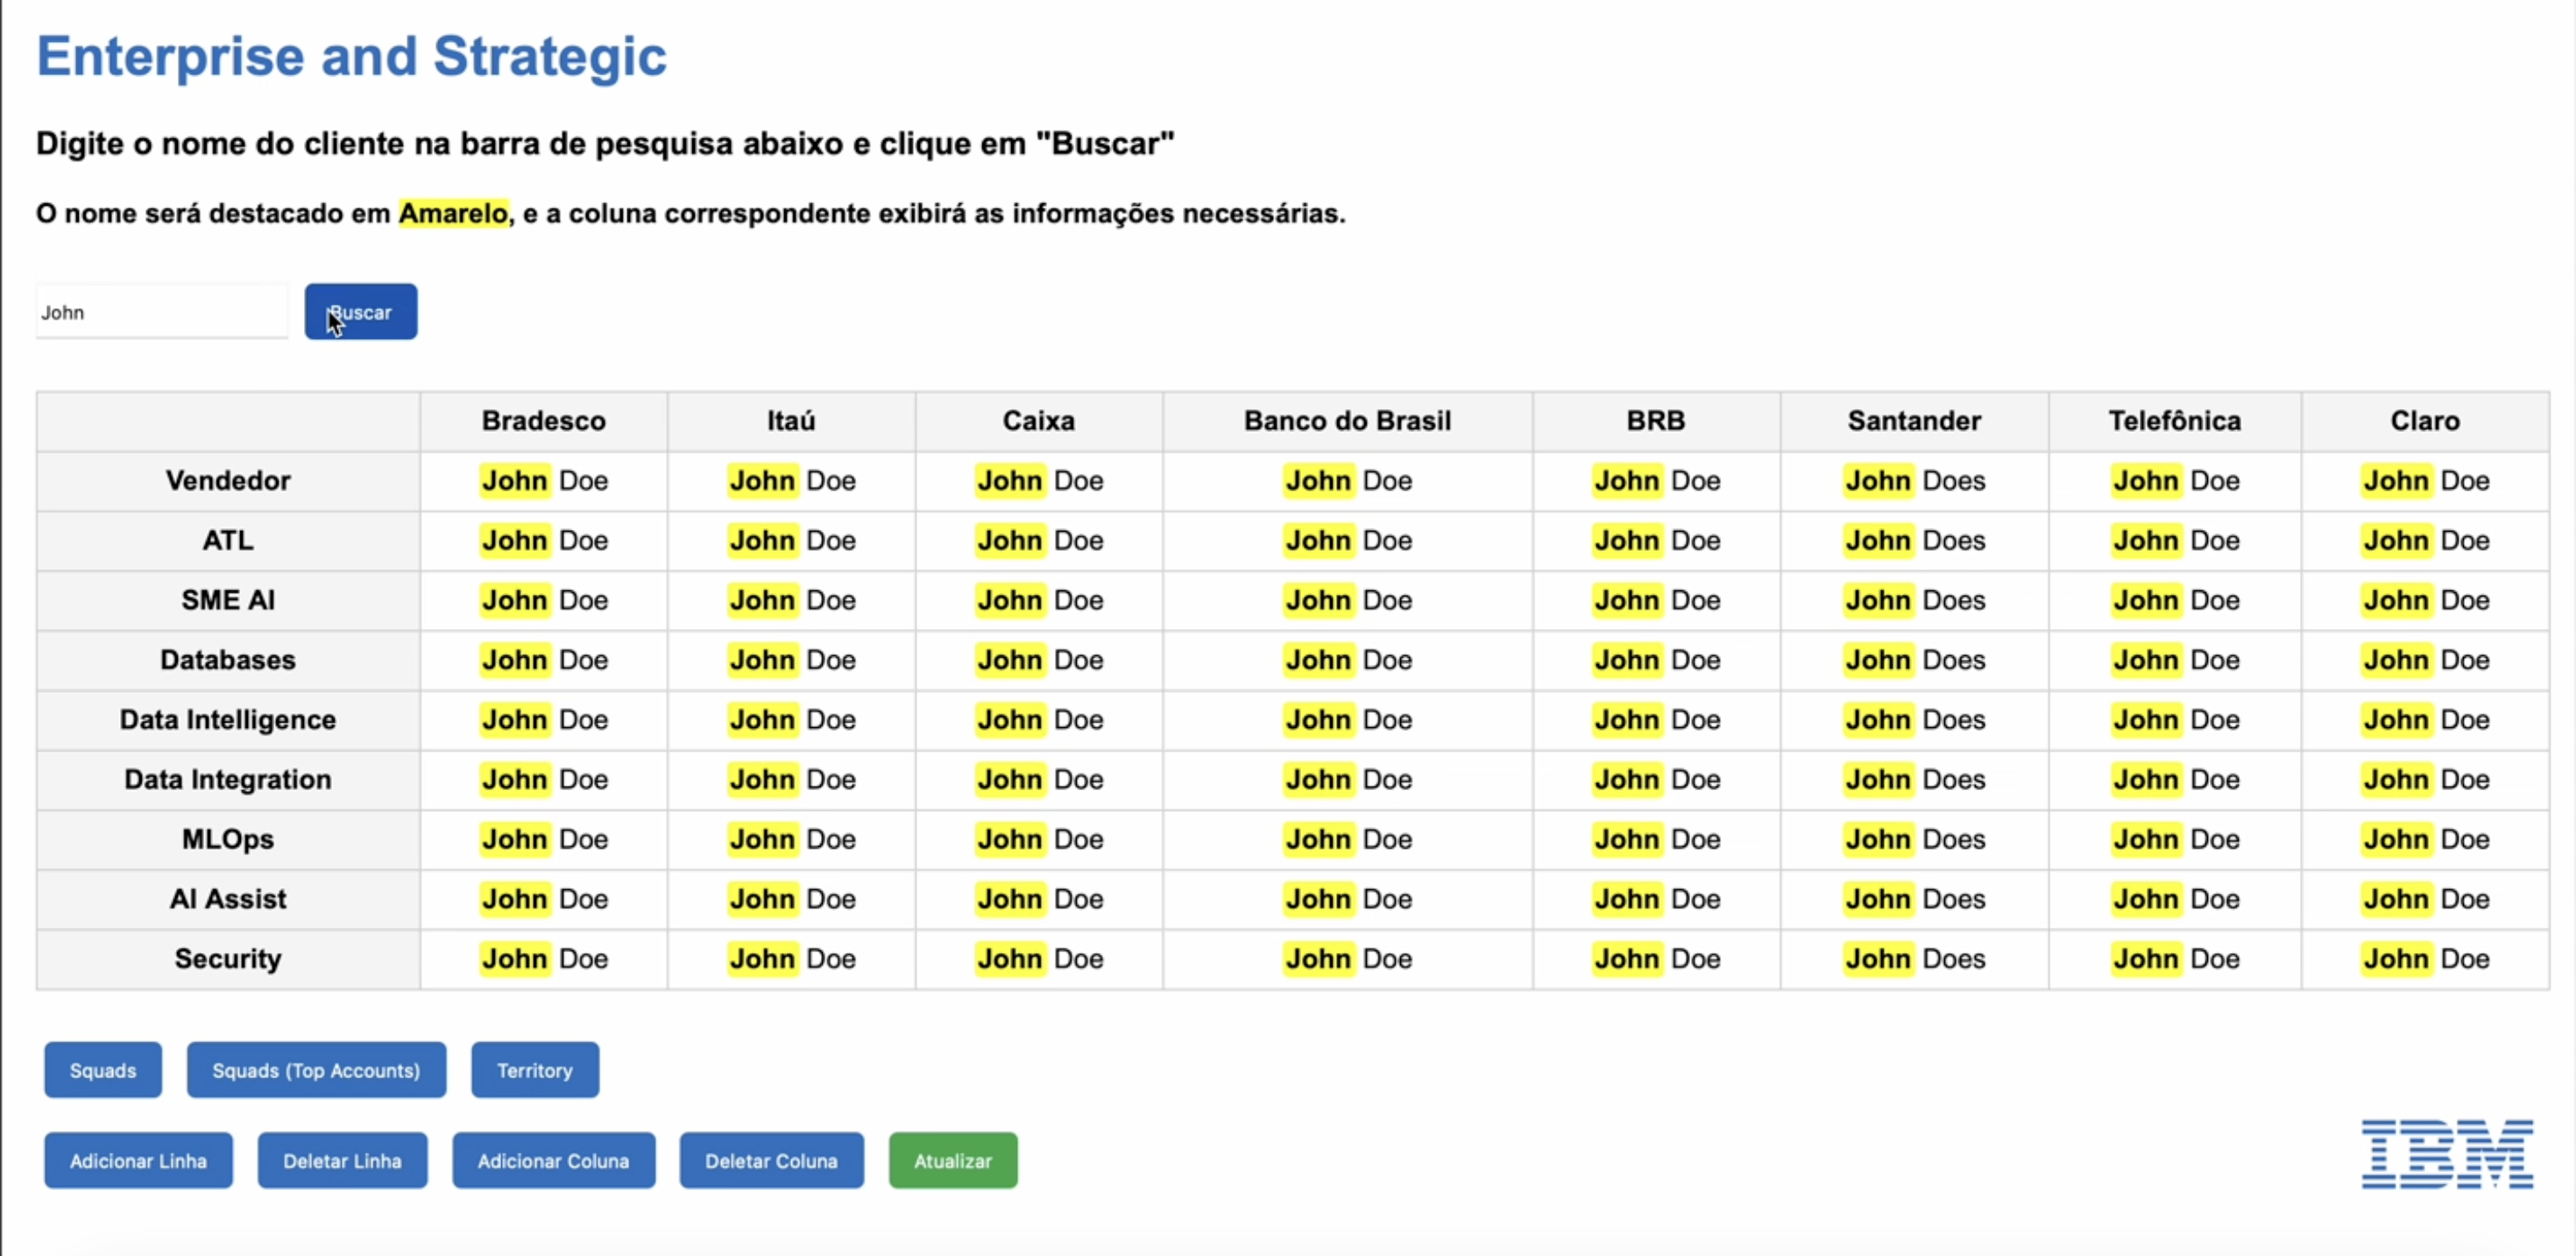 Enterprise and Strategic
Digite o nome do cliente na barra de pesquisa abaixo e clique em "Buscar"
O nome será destacado em Amarelo, e a coluna correspondente exibirá as informações necessárias.
John Buscar
Bradesco Itaú Caixa Banco do Brasil BRB Santander Telefônica Claro
Vendedor John Doe John Doe John Doe John Doe John Doe John Does John Doe John Doe
ATL John Doe John Doe John Doe John Doe John Doe John Does John Doe John Doe
SME AI John Doe John Doe John Doe John Doe John Doe John Does John Doe John Doe
Databases John Doe John Doe John Doe John Doe John Doe John Does John Doe John Doe
Data Intelligence John Doe John Doe John Doe John Doe John Doe John Does John Doe John Doe
Data Integration John Doe John Doe John Doe John Doe John Doe John Does John Doe John Doe
MLOps John Doe John Doe John Doe John Doe John Doe John Does John Doe John Doe
AI Assist John Doe John Doe John Doe John Doe John Doe John Does John Doe John Doe
Security John Doe John Doe John Doe John Doe John Doe John Does John Doe John Doe
Squads Squads (Top Accounts) Territory
Adicionar Linha Deletar Linha Adicionar Coluna Deletar Coluna Atualizar
IBM